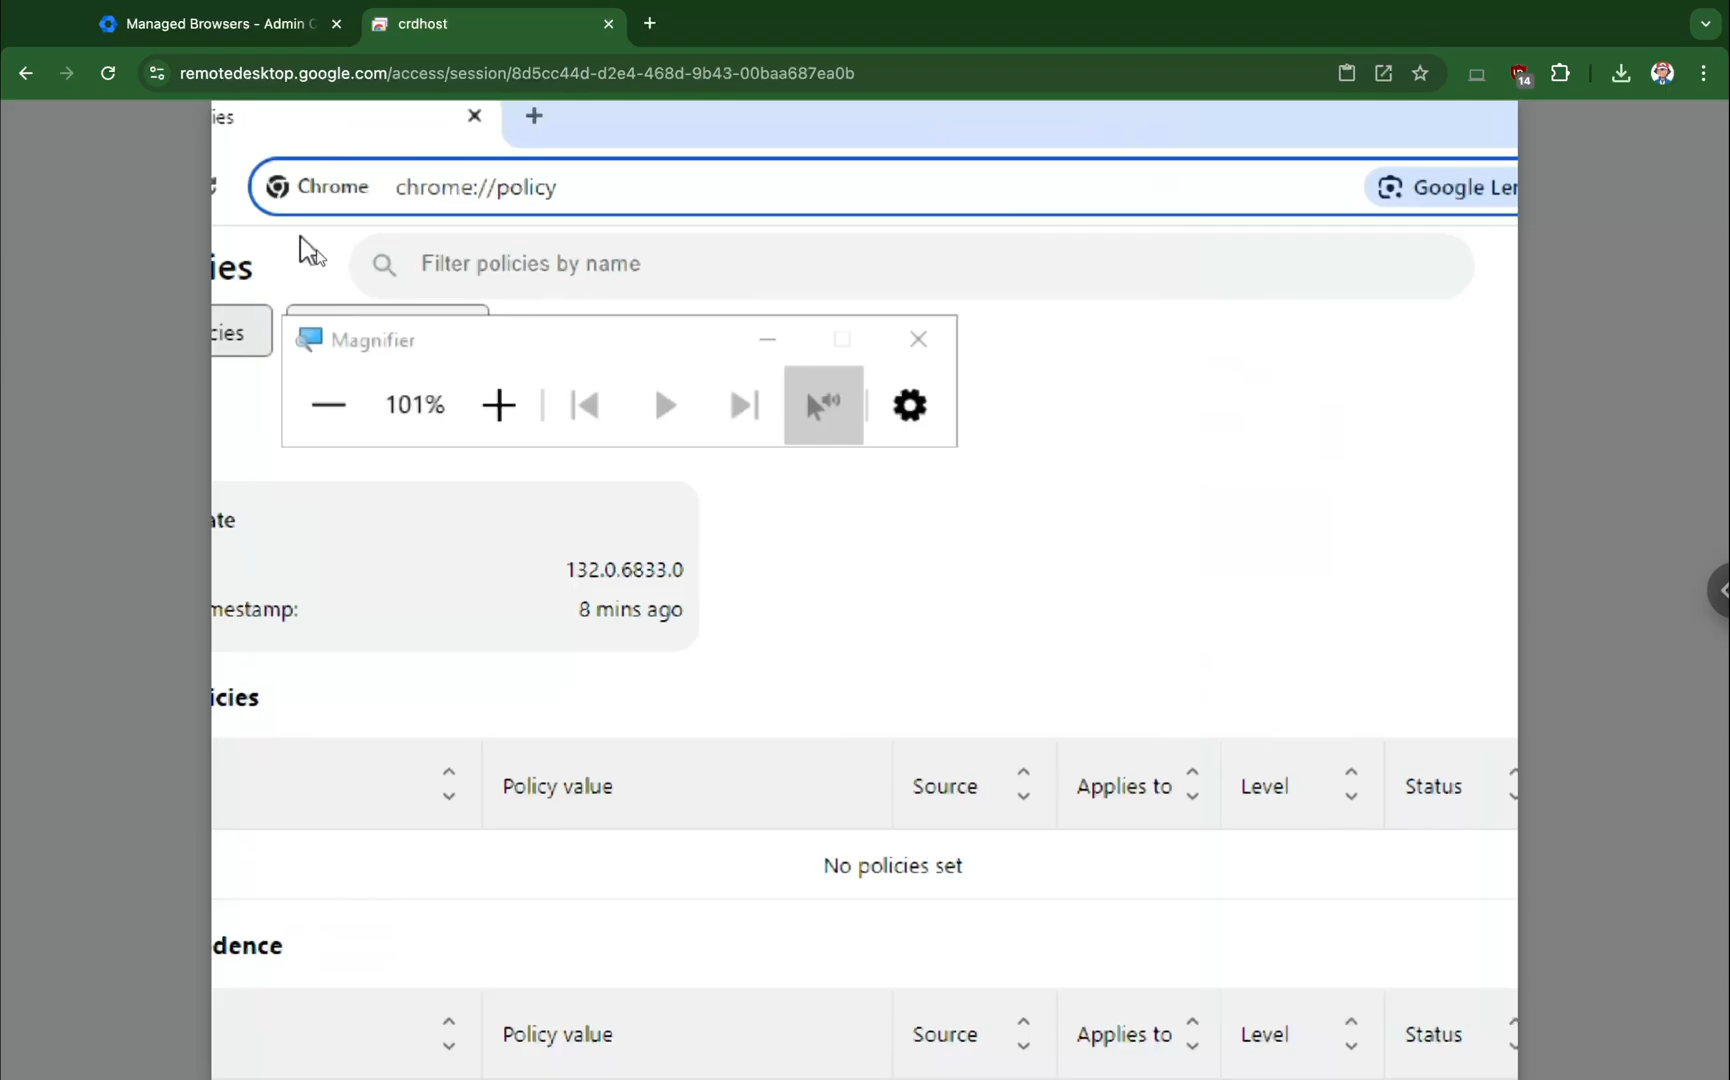 Managed Browsers - Admin C
crdhost
remotedesktop.google.com/access/session/8d5cc44d-d2e4-468d-9b43-00baa687ea0b
14
ies
Chrome chrome://policy Google Len
ies
Filter policies by name
cies
Magnifier
101%
ate
132.0.6833.0
mestamp: 8 mins ago
icies
Policy value Source Applies to Level Status
No policies set
dence
Policy value Source Applies to Level Status